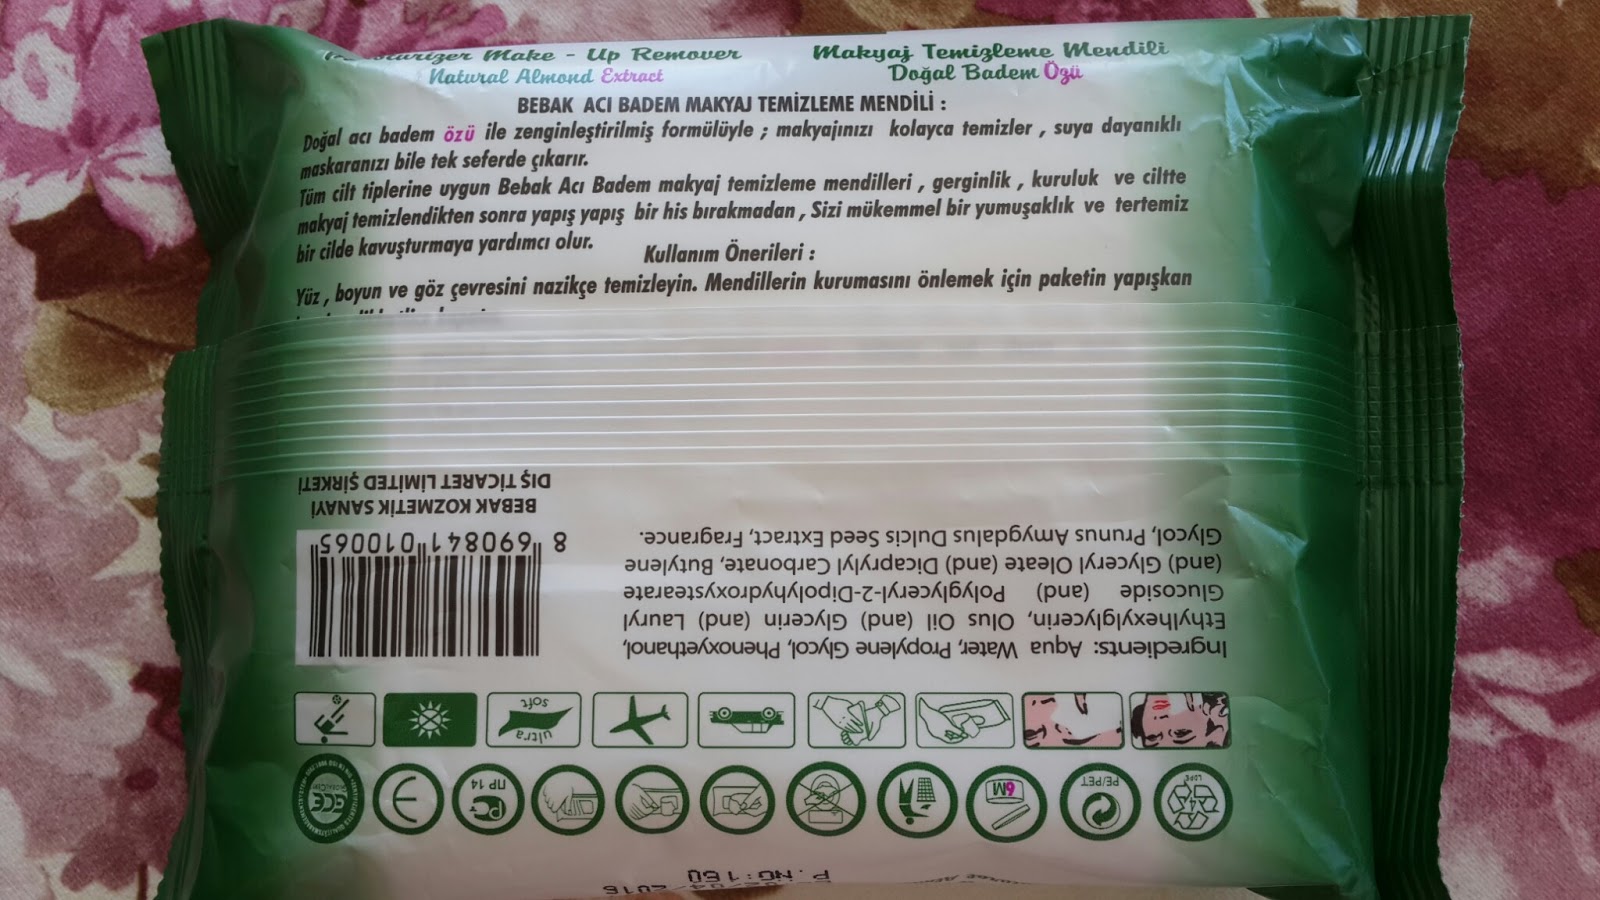 Make - Up Remover
Natural Almond Extract
Makyaj Temizleme Mendili
Doğal Badem Özü
BEBAK ACI BADEM MAKYAJ TEMİZLEME MENDİLİ :
Doğal acı badem özü ile zenginleştirilmiş formülüyle ; makyajınızı kolayca temizler , suya dayanıklı
maskaranızı bile tek seferde çıkarır.
Tüm cilt tiplerine uygun Bebak Acı Badem makyaj temizleme mendilleri , gerginlik , kuruluk ve ciltte
makyaj temizlendikten sonra yapış yapış bir his bırakmadan , Sizi mükemmel bir yumuşaklık ve tertemiz
bir cilde kavuşturmaya yardımcı olur.
Kullanım Önerileri :
Yüz , boyun ve göz çevresini nazikçe temizleyin. Mendillerin kurumasını önlemek için paketin yapışkan
P. NO:160
/04/2016
LDPE
PE/PET
6M
ПР 14
ECE
ultra
soft
Ingredients: Aqua Water, Propylene Glycol, Phenoxyethanol,
Ethylhexylglycerin, Olus Oil (and) Glycerin (and) Lauryl
Glucoside (and) Polyglyceryl-2-Dipolyhydroxystearate
(and) Glyceryl Oleate (and) Dicaprylyl Carbonate, Butylene
Glycol, Prunus Amygdalus Dulcis Seed Extract, Fragrance.
8 690841 010065
BEBAK KOZMETİK SANAYİ
DIŞ TİCARET LİMİTED ŞİRKETİ